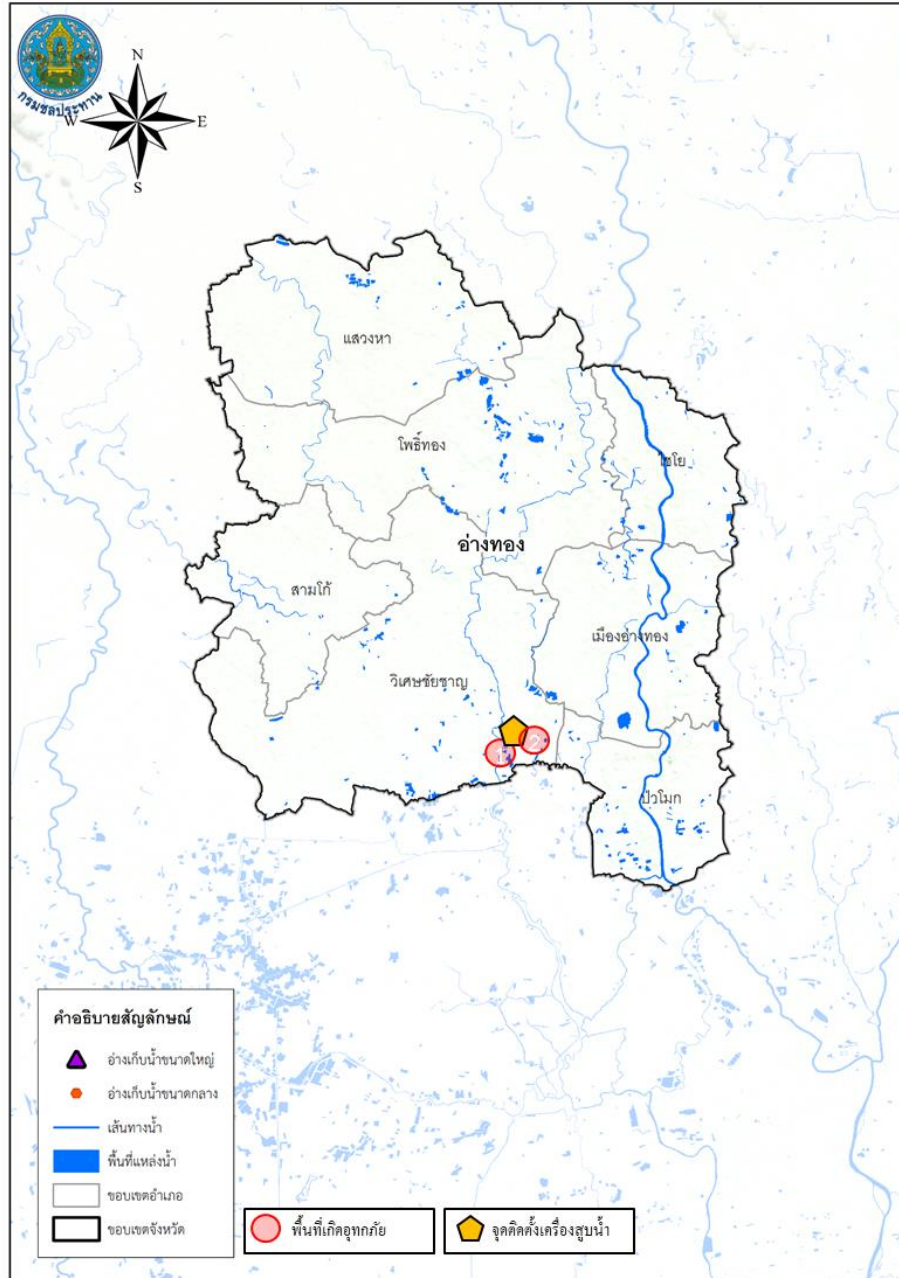 กรมชลประทาน
N
W
E
S
แสวงหา
โพธิ์ทอง
ไชโย
อ่างทอง
สามโก้
เมืองอ่างทอง
วิเศษชัยชาญ
1
2
ป่าโมก
คำอธิบายสัญลักษณ์
อ่างเก็บน้ำขนาดใหญ่
อ่างเก็บน้ำขนาดกลาง
เส้นทางน้ำ
พื้นที่แหล่งน้ำ
ขอบเขตอำเภอ
ขอบเขตจังหวัด
พื้นที่เกิดอุทกภัย
จุดติดตั้งเครื่องสูบน้ำ